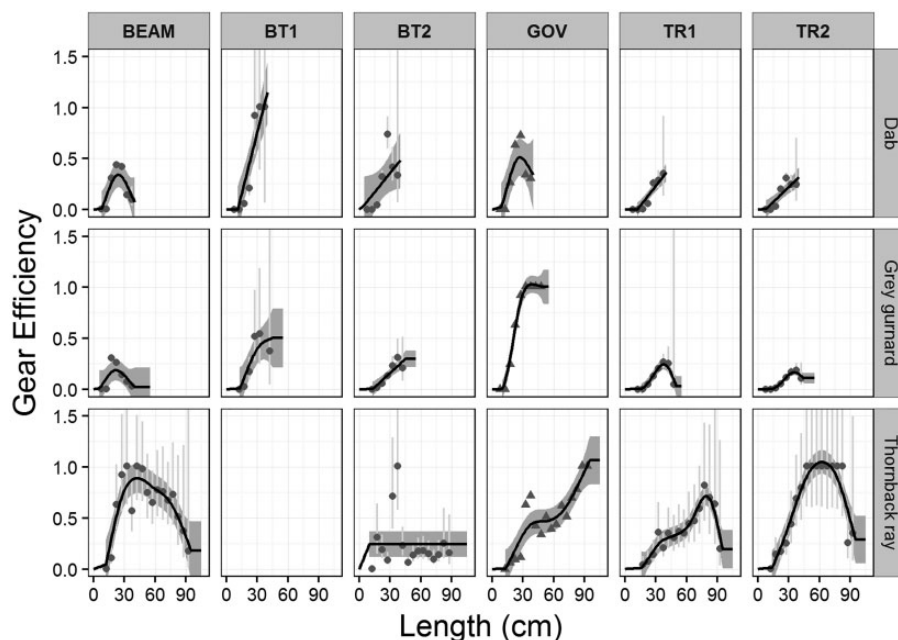 BEAM BT1 BT2 GOV TR1 TR2
1.5
1.0
0.5
0.0
Dab
1.5
1.0
0.5
0.0
Grey gurnard
1.5
1.0
0.5
0.0
Thornback ray
Gear Efficiency
0 30 60 90 0 30 60 90 0 30 60 90 0 30 60 90 0 30 60 90 0 30 60 90
Length (cm)